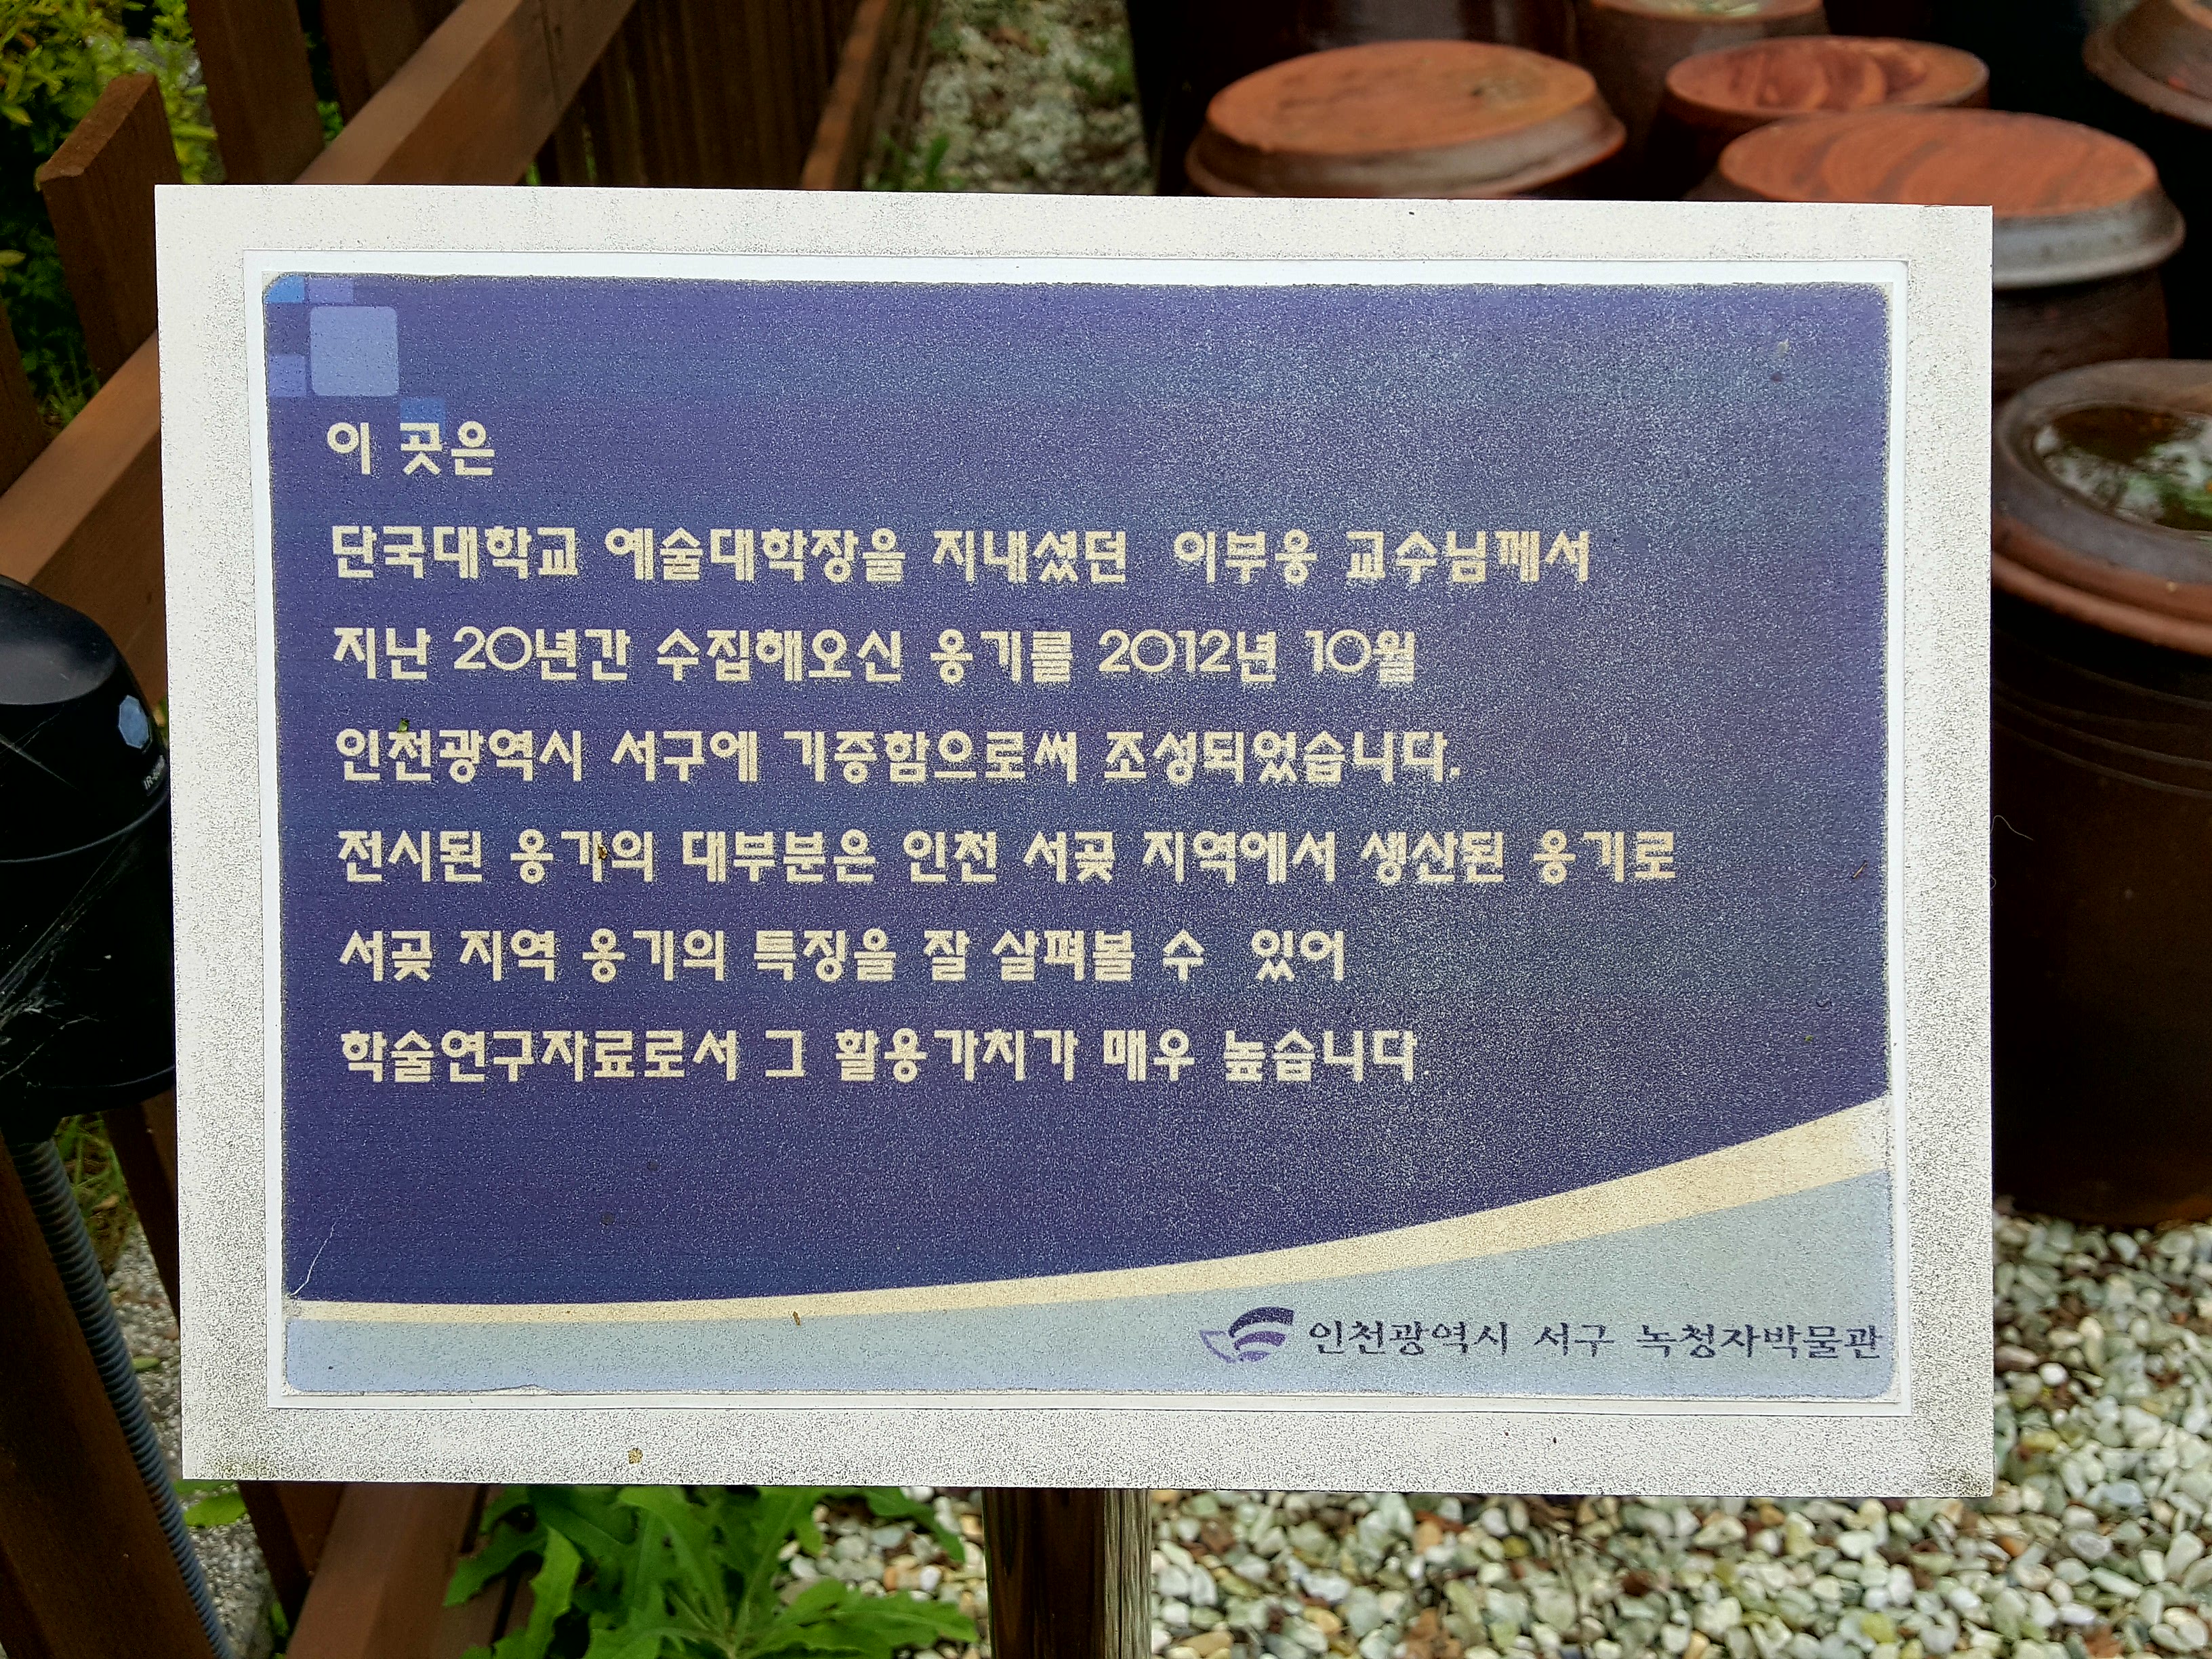 이 곳은
단국대학교 예술대학장을 지내셨던 이부웅 교수님께서
지난 20년간 수집해오신 옹기를 2012년 10월
인천광역시 서구에 기증함으로써 조성되었습니다.
전시된 옹기의 대부분은 인천 서곶 지역에서 생산된 옹기로
서곶 지역 옹기의 특징을 잘 살펴볼 수 있어
학술연구자료로서 그 활용가치가 매우 높습니다.
인천광역시 서구 녹청자박물관